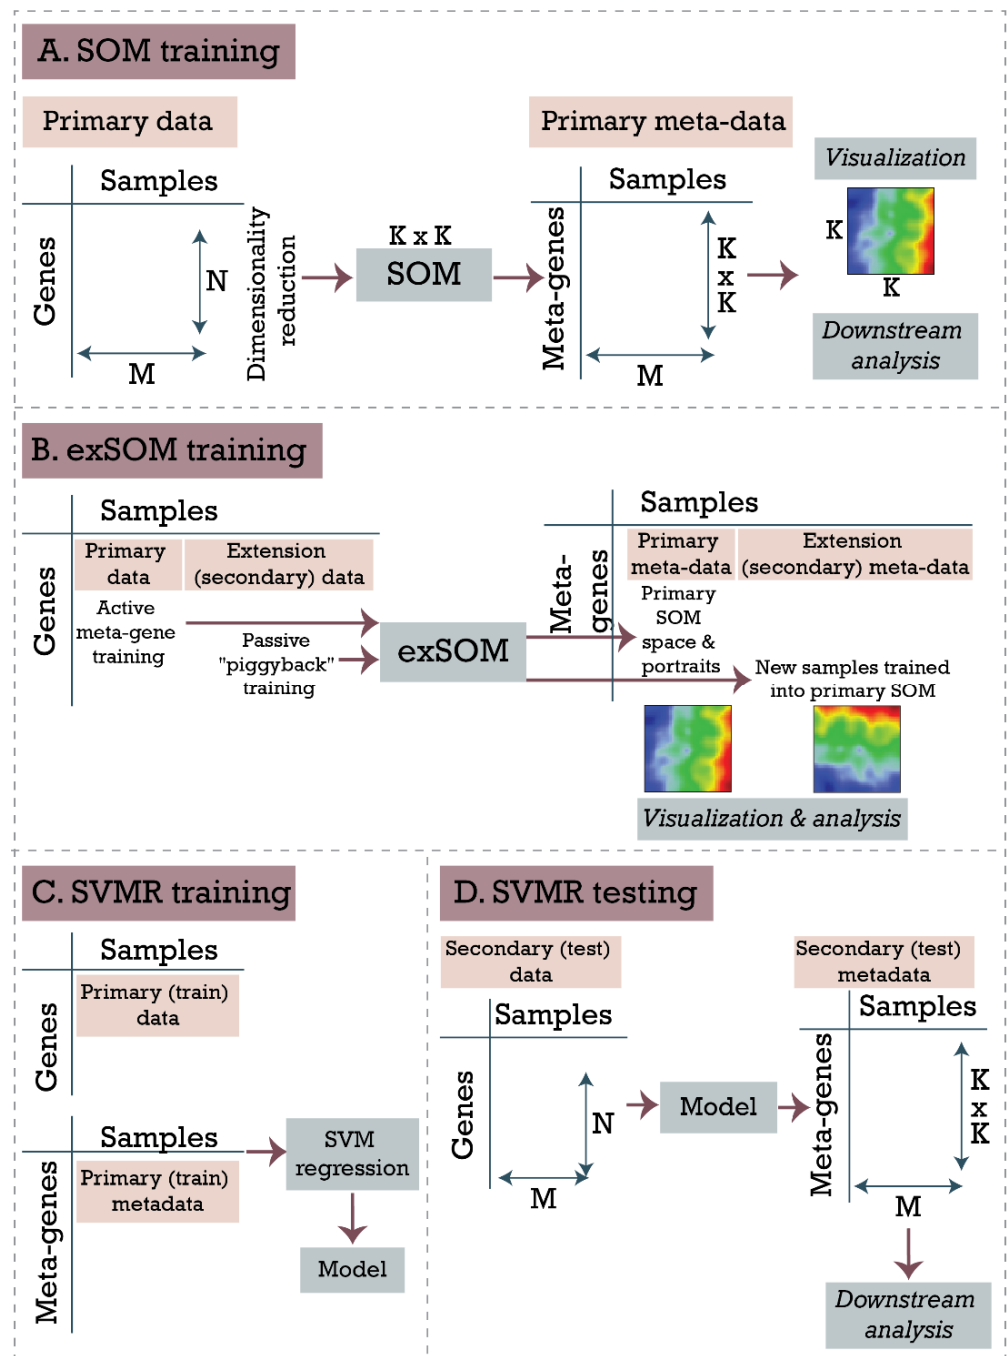 A. SOM training
Primary data
Samples
Genes
N
M
Dimensionality
reduction
K x K
SOM
Primary meta-data
Samples
Meta-genes
K
x
K
M
Visualization
K
K
Downstream
analysis
B. exSOM training
Samples
Genes
Primary
data
Extension
(secondary) data
Active
meta-gene
training
Passive
"piggyback"
training
exSOM
Samples
Meta-
genes
Primary
meta-data
Extension
(secondary) meta-data
Primary
SOM
space &
portraits
New samples trained
into primary SOM
Visualization & analysis
C. SVMR training
Samples
Genes
Primary (train)
data
Samples
Meta-genes
Primary (train)
metadata
SVM
regression
Model
D. SVMR testing
Secondary (test)
data
Samples
Genes
N
M
Model
Secondary (test)
metadata
Samples
Meta-genes
K
x
K
M
Downstream
analysis